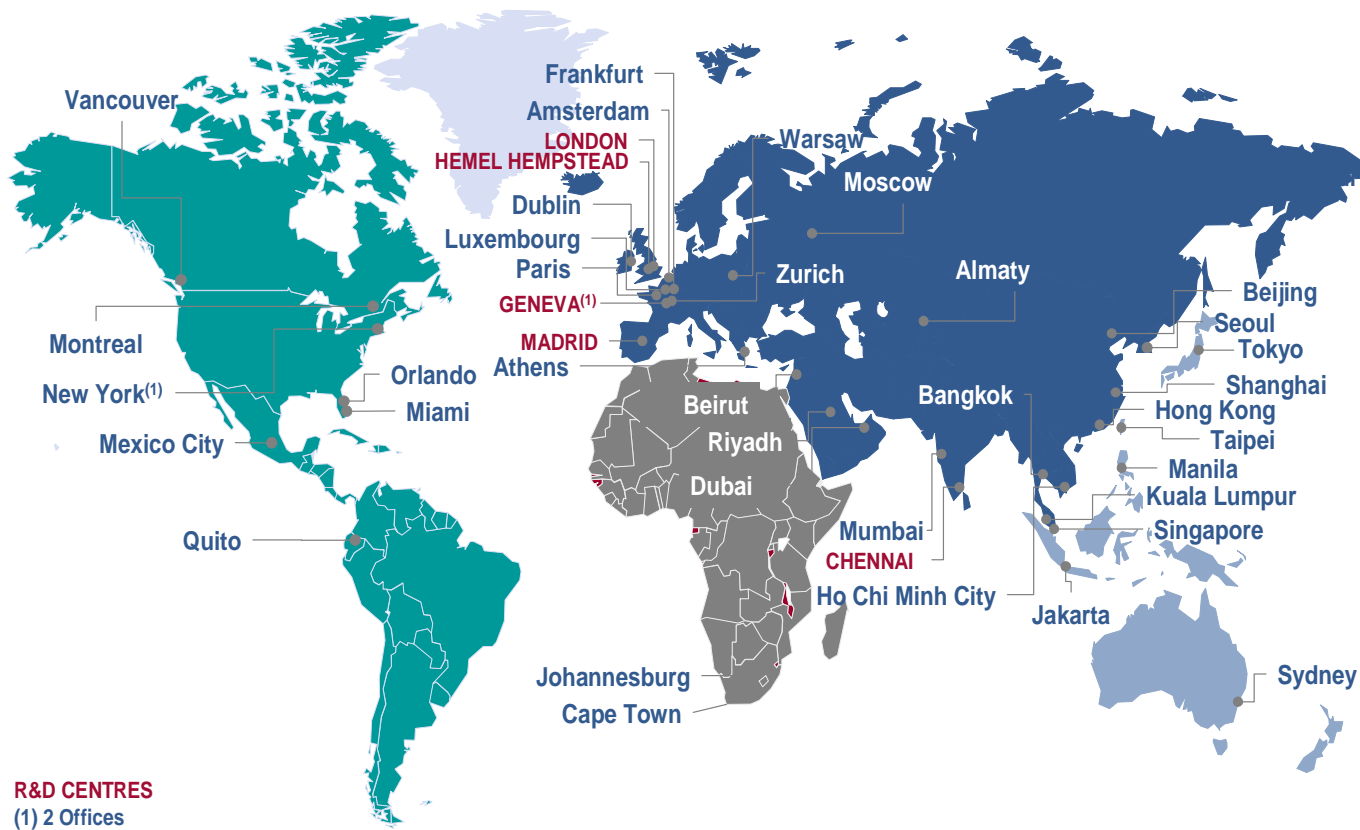 Frankfurt
Vancouver
Amsterdam
LONDON
Warsaw
HEMEL HEMPSTEAD
Moscow
Dublin
Luxembourg
Paris
Zurich
Almaty
GENEVA(1)
Beijing
Seoul
MADRID
Montreal
Tokyo
Athens
Orlando
New York(1)
Shanghai
Bangkok
Beirut
Miami
Hong Kong
Mexico City
Riyadh
Taipei
Manila
Dubai
Kuala Lumpur
Mumbai
Singapore
Quito
CHENNAI
Ho Chi Minh City
Jakarta
Johannesburg
Sydney
Cape Town
R&D CENTRES
(1) 2 Offices